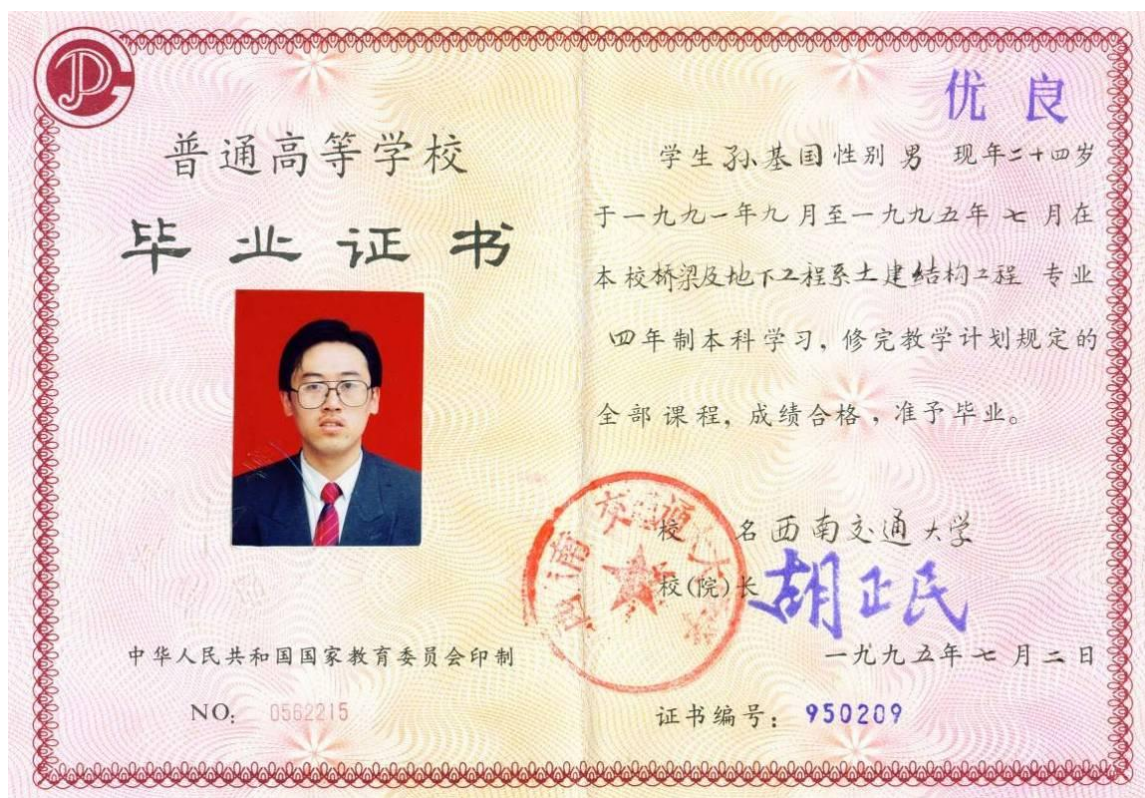 普通高等学校
毕业证书
中华人民共和国国家教育委员会印制
NO: 0562215
优良
学生孙基国性别男 现年二十四岁
于一九九一年九月至一九九五年七月在
本校桥梁及地下工程系土建结构工程 专业
四年制本科学习,修完教学计划规定的
全部课程,成绩合格,准予毕业。
西南交通大学
校 名西南交通大学
校(院)长 胡正民
一九九五年七月二日
证书编号: 950209